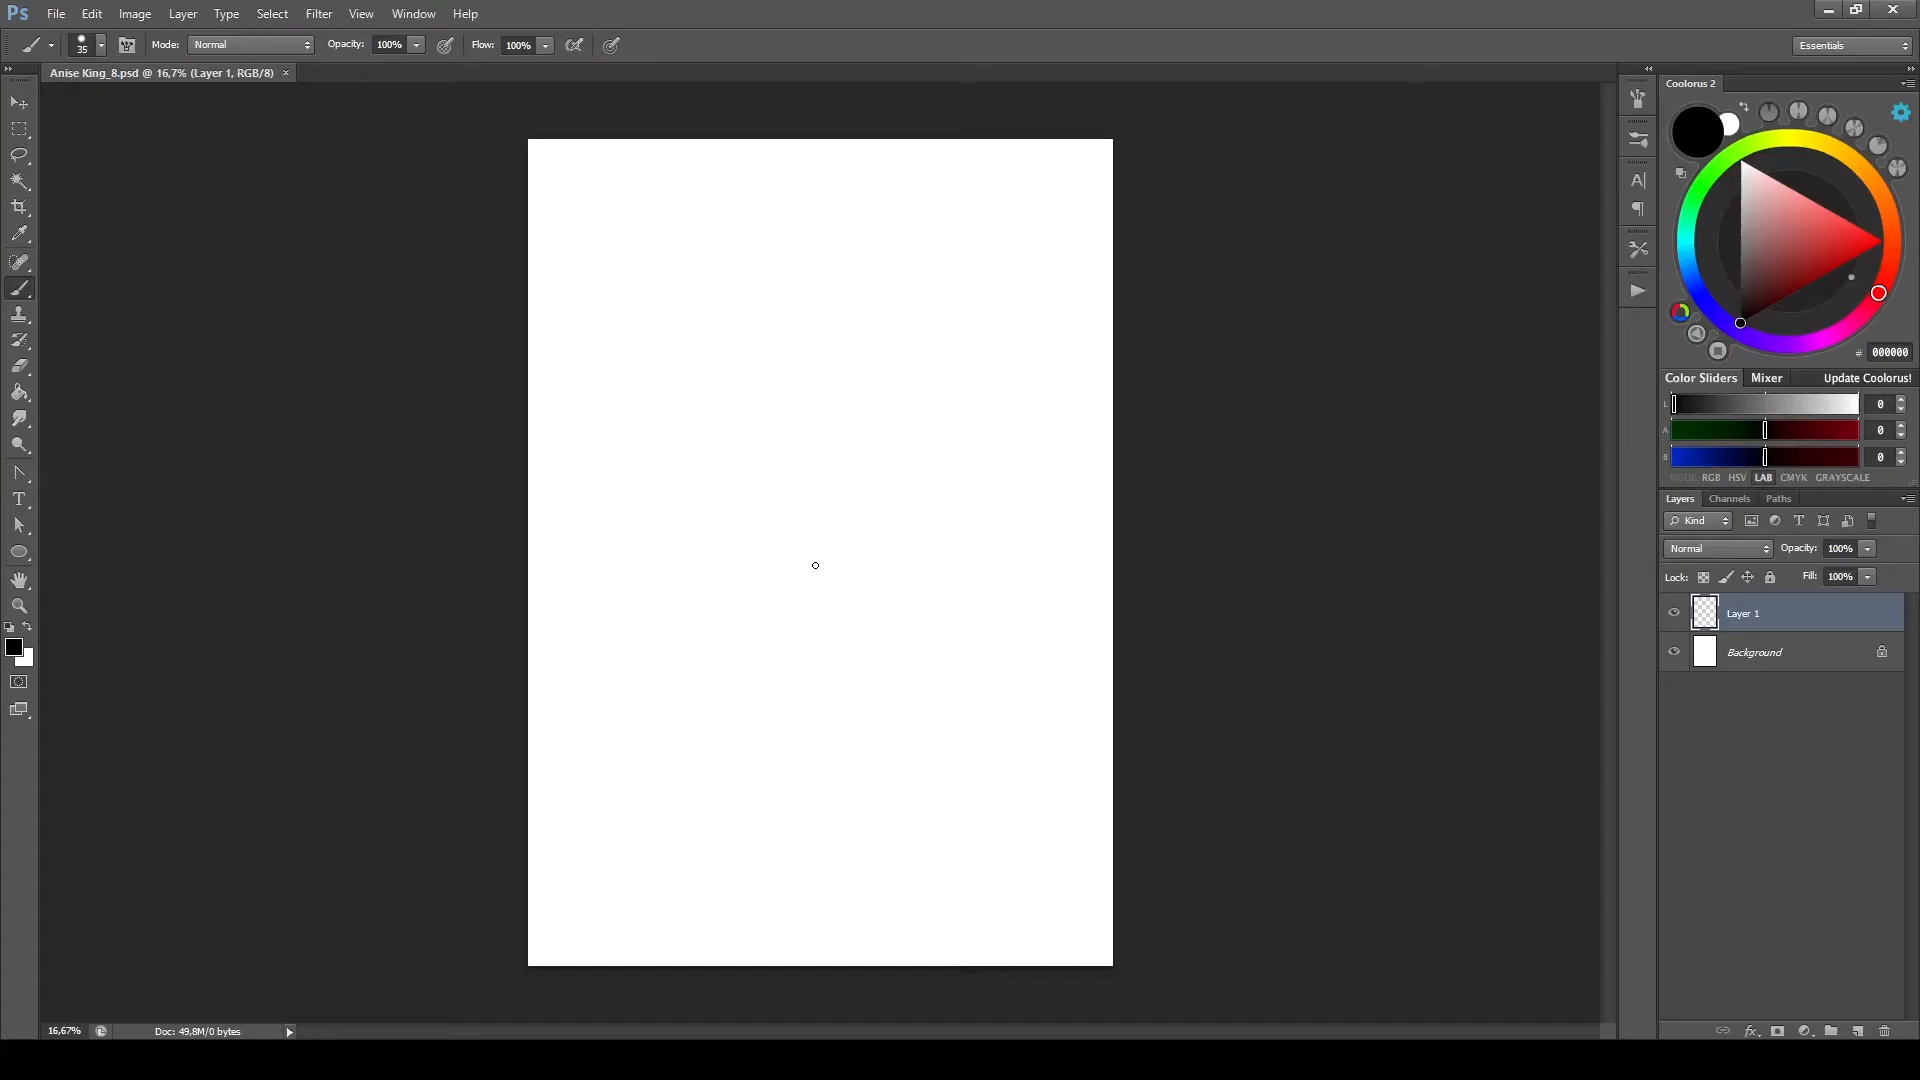 Ps File Edit Image Layer Type Select Filter View Window Help
35 Mode: Normal Opacity: 100% Flow: 100% Essentials
Anise King_8.psd @ 16,7% (Layer 1, RGB/8) ×
Coolorus 2
# 000000
Color Sliders Mixer Update Coolorus!
L 0
A 0
B 0
MODE RGB HSV LAB CMYK GRAYSCALE
Layers Channels Paths
Kind
Normal Opacity: 100%
Lock: Fill: 100%
Layer 1
Background
16,67% Doc: 49,8M/0 bytes